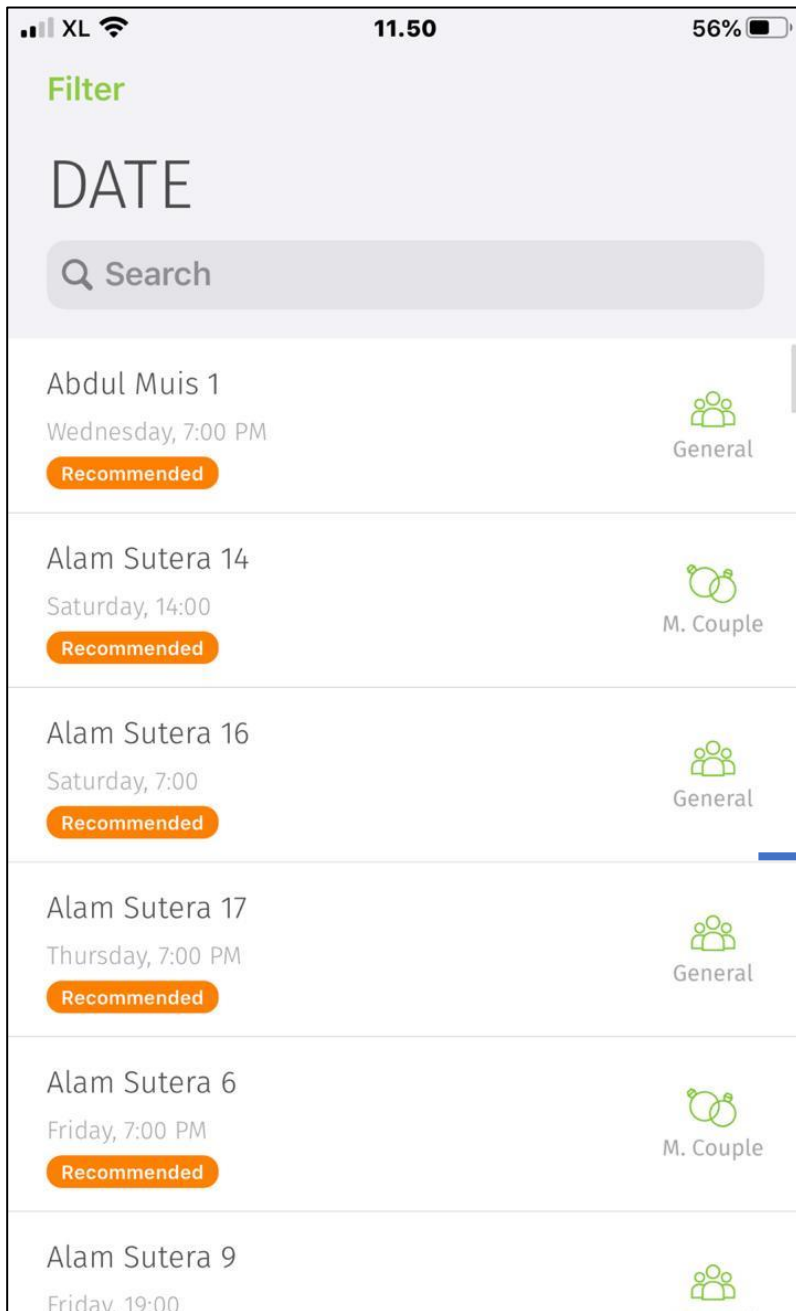 XL 11.50 56%
Filter
DATE
Search
Abdul Muis 1
Wednesday, 7:00 PM
General
Recommended
Alam Sutera 14
Saturday, 14:00
M. Couple
Recommended
Alam Sutera 16
Saturday, 7:00
General
Recommended
Alam Sutera 17
Thursday, 7:00 PM
General
Recommended
Alam Sutera 6
Friday, 7:00 PM
M. Couple
Recommended
Alam Sutera 9
Friday, 19:00